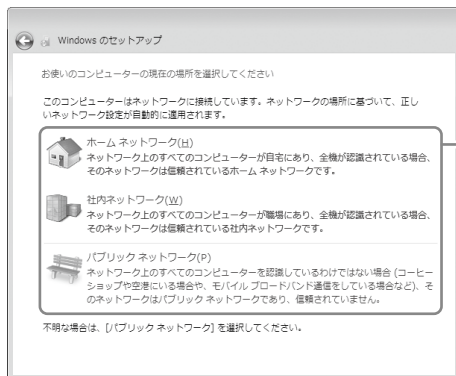 Windows のセットアップ
お使いのコンピューターの現在の場所を選択してください
このコンピューターはネットワークに接続しています。ネットワークの場所に基づいて、正し
いネットワーク設定が自動的に適用されます。
ホーム ネットワーク(H)
ネットワーク上のすべてのコンピューターが自宅にあり、全機が認識されている場合、
そのネットワークは信頼されているホーム ネットワークです。
社内ネットワーク(W)
ネットワーク上のすべてのコンピューターが職場にあり、全機が認識されている場合、
そのネットワークは信頼されている社内ネットワークです。
パブリック ネットワーク(P)
ネットワーク上のすべてのコンピューターを認識しているわけではない場合 (コーヒー
ショップや空港にいる場合や、モバイル ブロードバンド通信をしている場合など)、そ
のネットワークはパブリック ネットワークであり、信頼されていません。
不明な場合は、[パブリック ネットワーク] を選択してください。